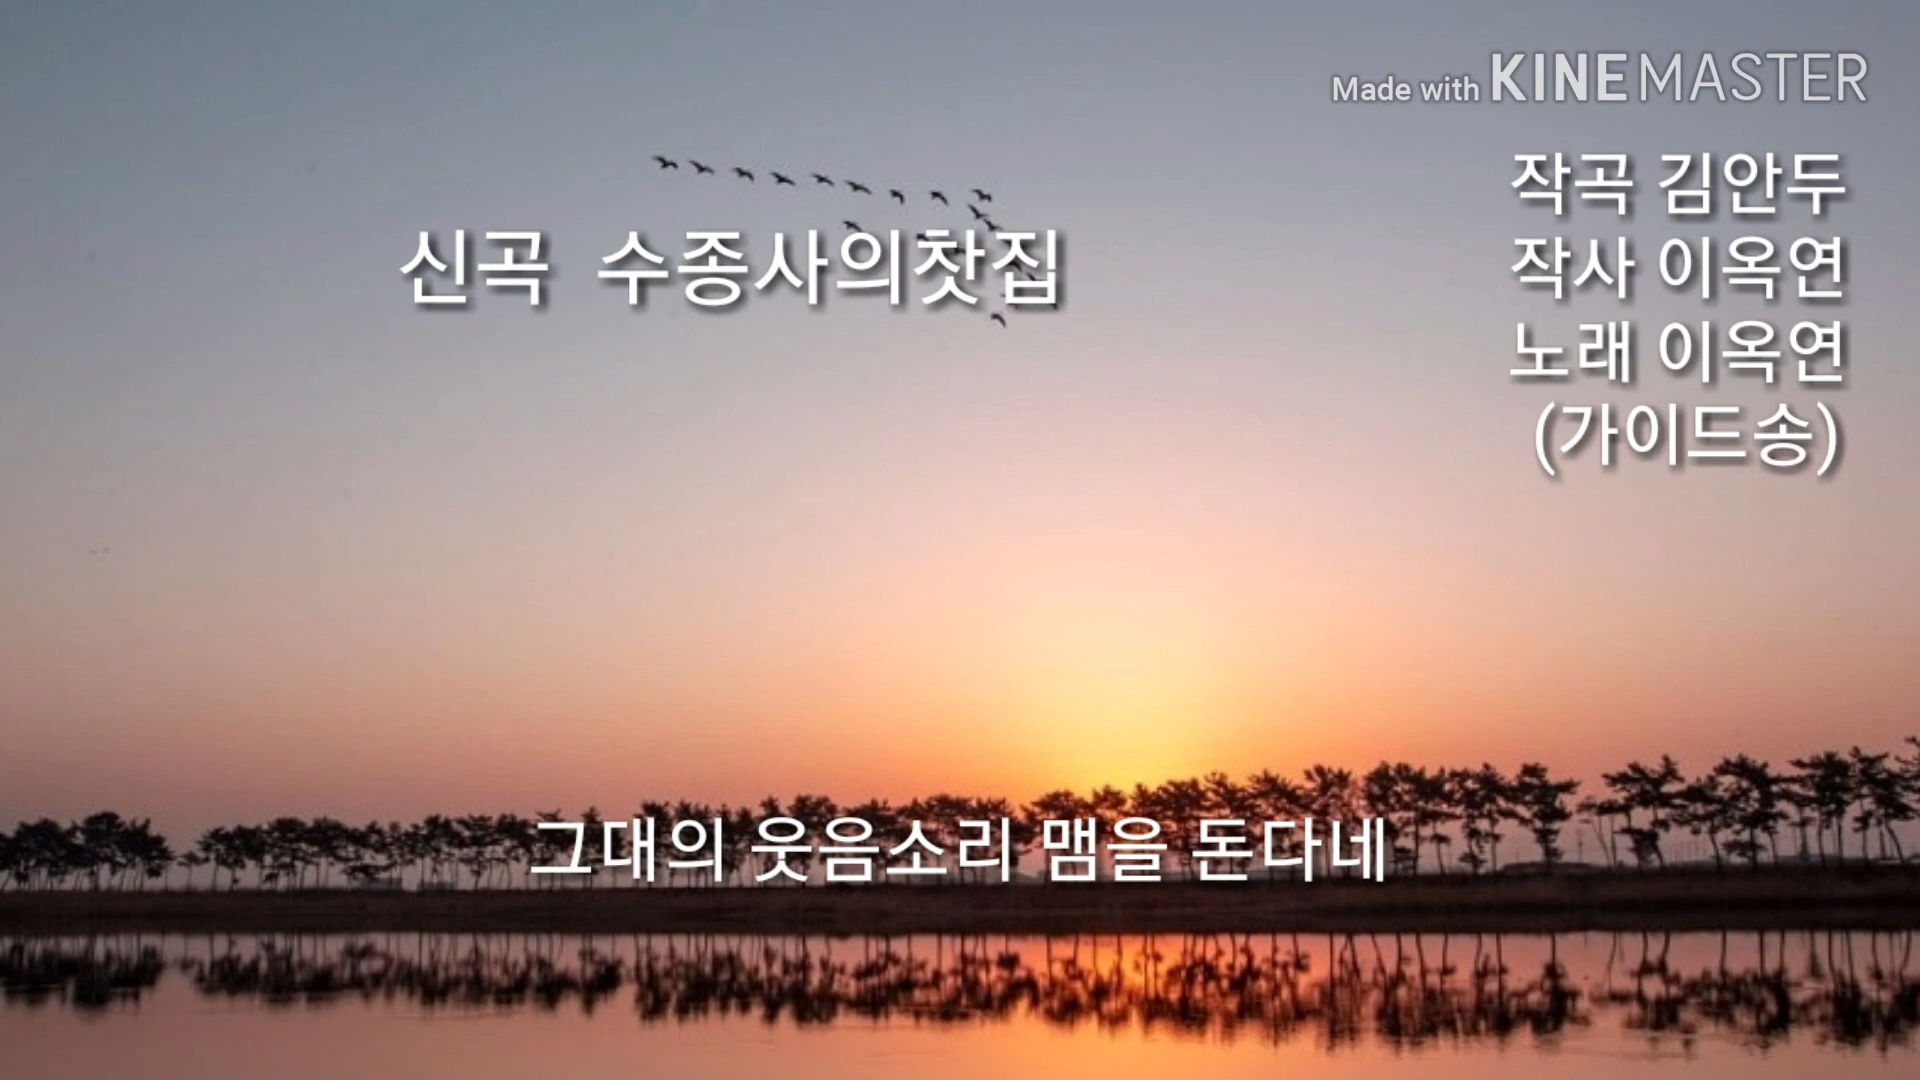 Made with KINEMASTER
작곡 김안두
작사 이옥연
노래 이옥연
(가이드송)
신곡 수종사의찻집
그대의 웃음소리 맴을 돈다네